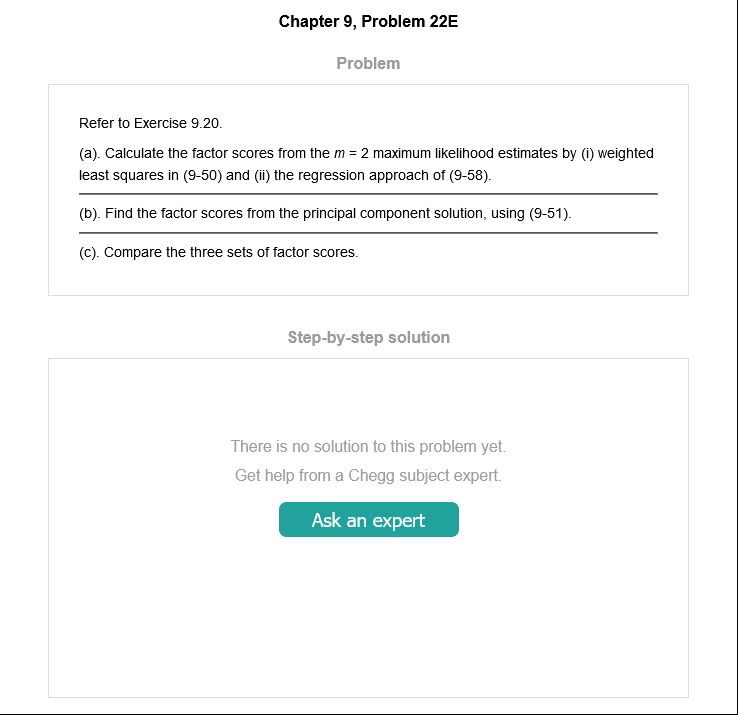 Chapter 9, Problem 22E
Problem
Refer to Exercise 9.20.
(a). Calculate the factor scores from the m = 2 maximum likelihood estimates by (i) weighted
least squares in (9-50) and (ii) the regression approach of (9-58).
(b). Find the factor scores from the principal component solution, using (9-51).
(c). Compare the three sets of factor scores.
Step-by-step solution
There is no solution to this problem yet.
Get help from a Chegg subject expert.
Ask an expert